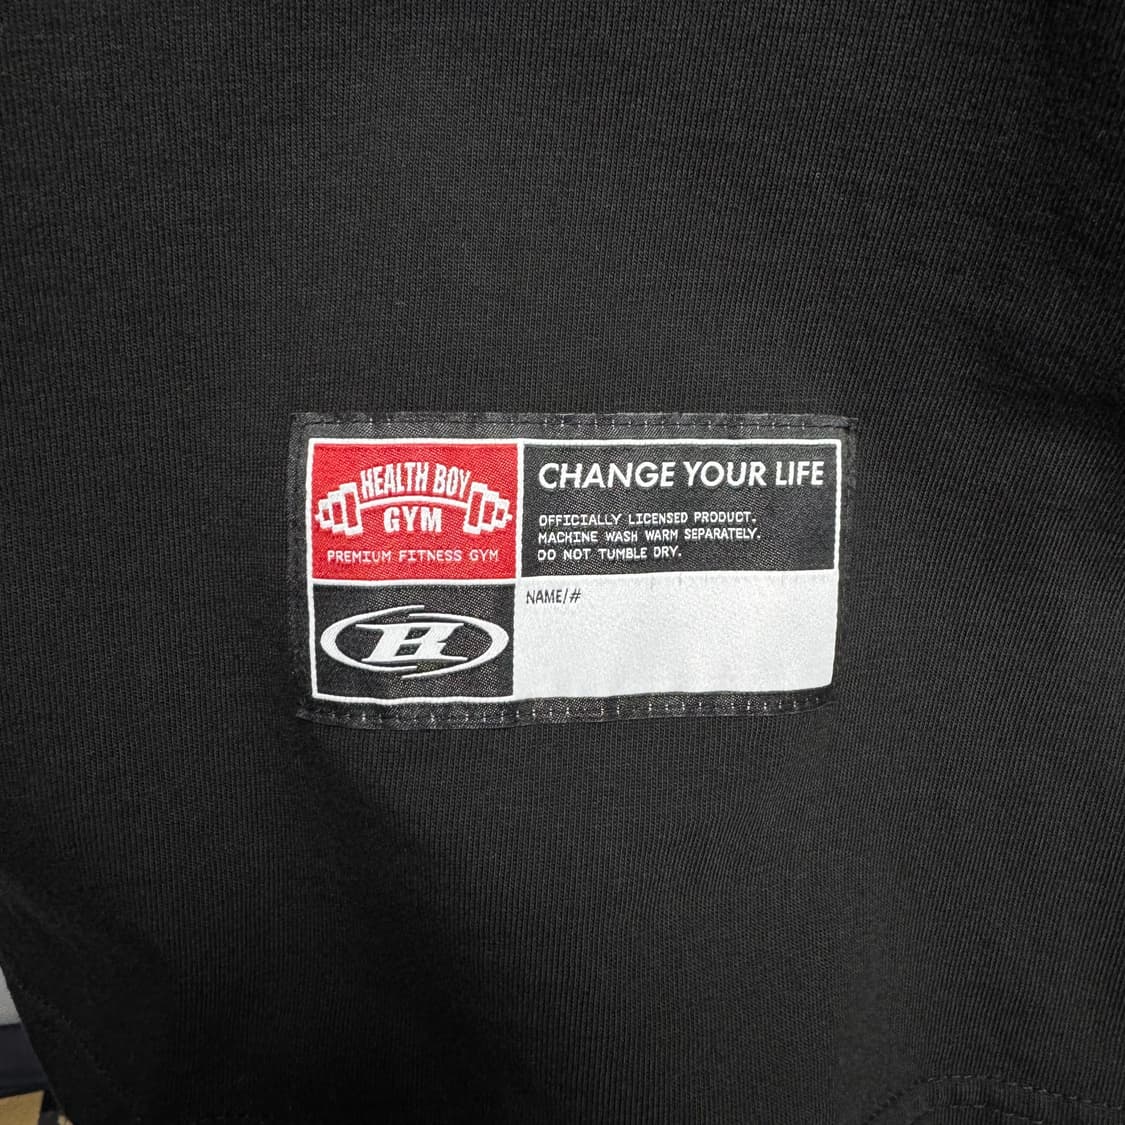 HEALTH BOY
GYM
PREMIUM FITNESS GYM
CHANGE YOUR LIFE
OFFICIALLY LICENSED PRODUCT.
MACHINE WASH WARM SEPARATELY.
DO NOT TUMBLE DRY.
NAME/#